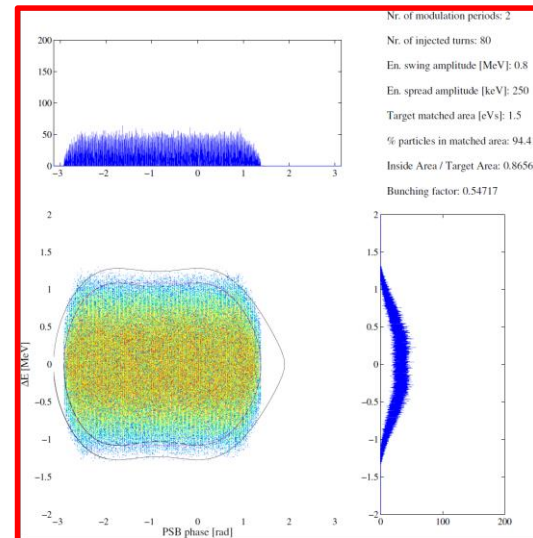 Nr. of modulation periods: 2
Nr. of injected turns: 80
En. swing amplitude [MeV]: 0.8
En. spread amplitude [keV]: 250
Target matched area [eVs]: 1.5
% particles in matched area: 94.4
Inside Area / Target Area: 0.8656
Bunching factor: 0.54717
200
150
100
50
0
−3 −2 −1 0 1 2 3
2
1.5
1
0.5
0
−0.5
−1
−1.5
−2
ΔE [MeV]
−3 −2 −1 0 1 2 3
PSB phase [rad]
2
1.5
1
0.5
0
−0.5
−1
−1.5
−2
0 100 200